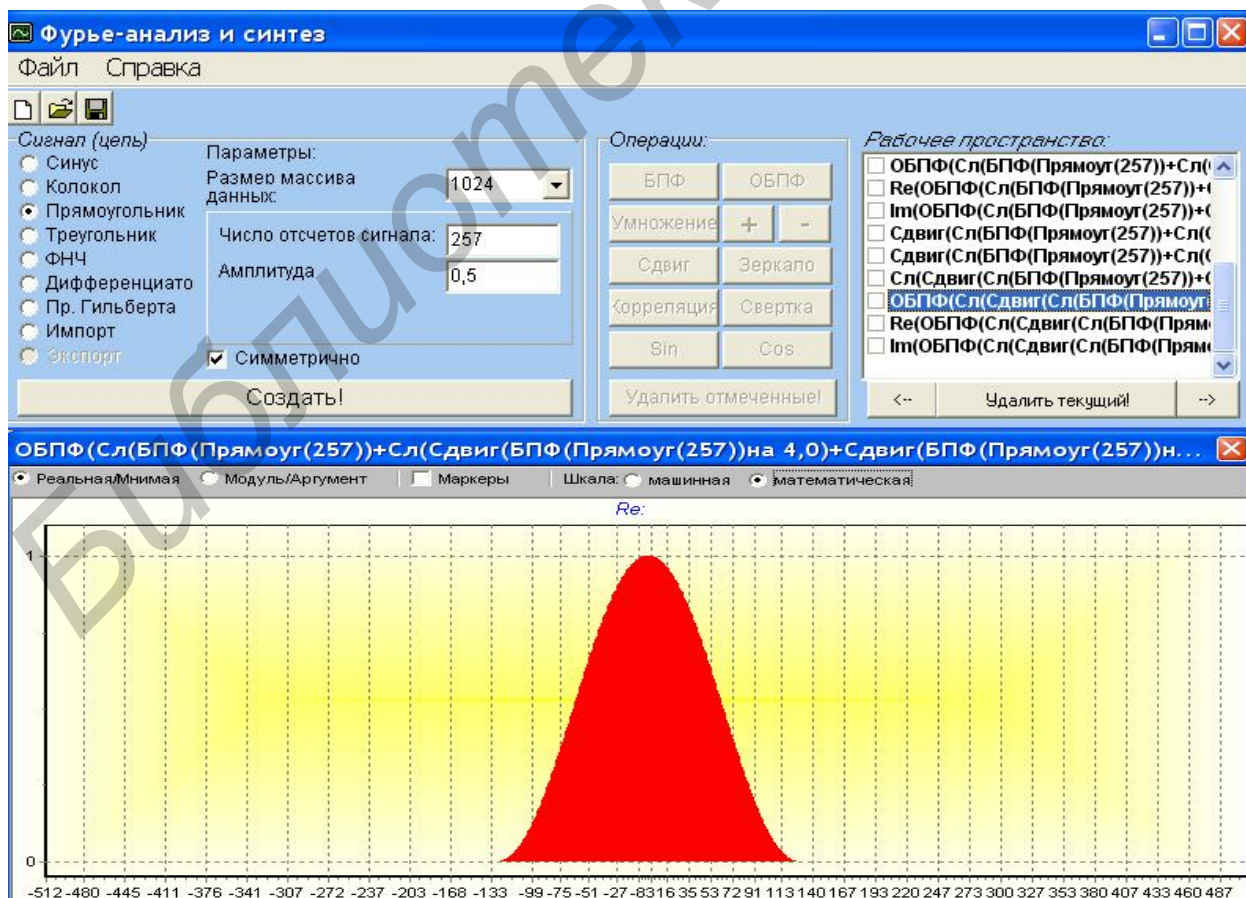 Фурье-анализ и синтез
Файл Справка
Сигнал (цепь)
Синус
Колокол
Прямоугольник
Треугольник
ФНЧ
Дифференциато
Пр. Гильберта
Импорт
Экспорт
Параметры:
Размер массива
данных:
1024
Число отсчетов сигнала: 257
Амплитуда 0,5
Симметрично
Создать!
Операции:
БПФ ОБПФ
Умножение + -
Сдвиг Зеркало
Корреляция Свертка
Sin Cos
Удалить отмеченные!
Рабочее пространство:
ОБПФ(Сл(БПФ(Прямоуг(257))+Сл(
Re(ОБПФ(Сл(БПФ(Прямоуг(257))+(
Im(ОБПФ(Сл(БПФ(Прямоуг(257))+(
Сдвиг(Сл(БПФ(Прямоуг(257))+Сл(
Сдвиг(Сл(БПФ(Прямоуг(257))+Сл(
Сл(Сдвиг(Сл(БПФ(Прямоуг(257))+(
ОБПФ(Сл(Сдвиг(Сл(БПФ(Прямоуг
Re(ОБПФ(Сл(Сдвиг(Сл(БПФ(Прям
Im(ОБПФ(Сл(Сдвиг(Сл(БПФ(Прям
<-- Удалить текущий! -->
ОБПФ(Сл(БПФ(Прямоуг(257))+Сл(Сдвиг(БПФ(Прямоуг(257))на 4,0)+Сдвиг(БПФ(Прямоуг(257))н...
Реальная/Мнимая Модуль/Аргумент Маркеры Шкала: машинная математическая
Re:
1
0
-512 -480 -445 -411 -376 -341 -307 -272 -237 -203 -168 -133 -99 -75 -51 -27 -8 3 16 35 53 72 91 113 140 167 193 220 247 273 300 327 353 380 407 433 460 487
Библиотек